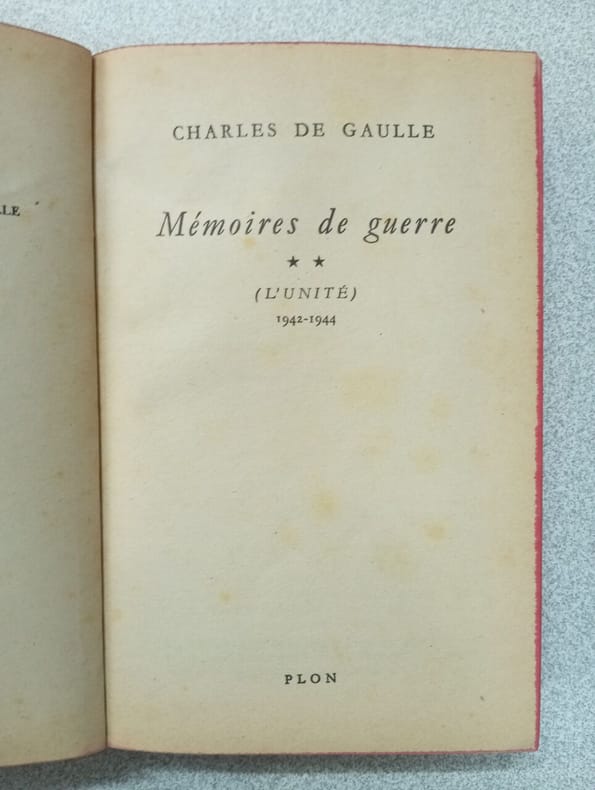 CHARLES DE GAULLE
Mémoires de guerre
★ ★
(L'UNITÉ)
1942-1944
PLON